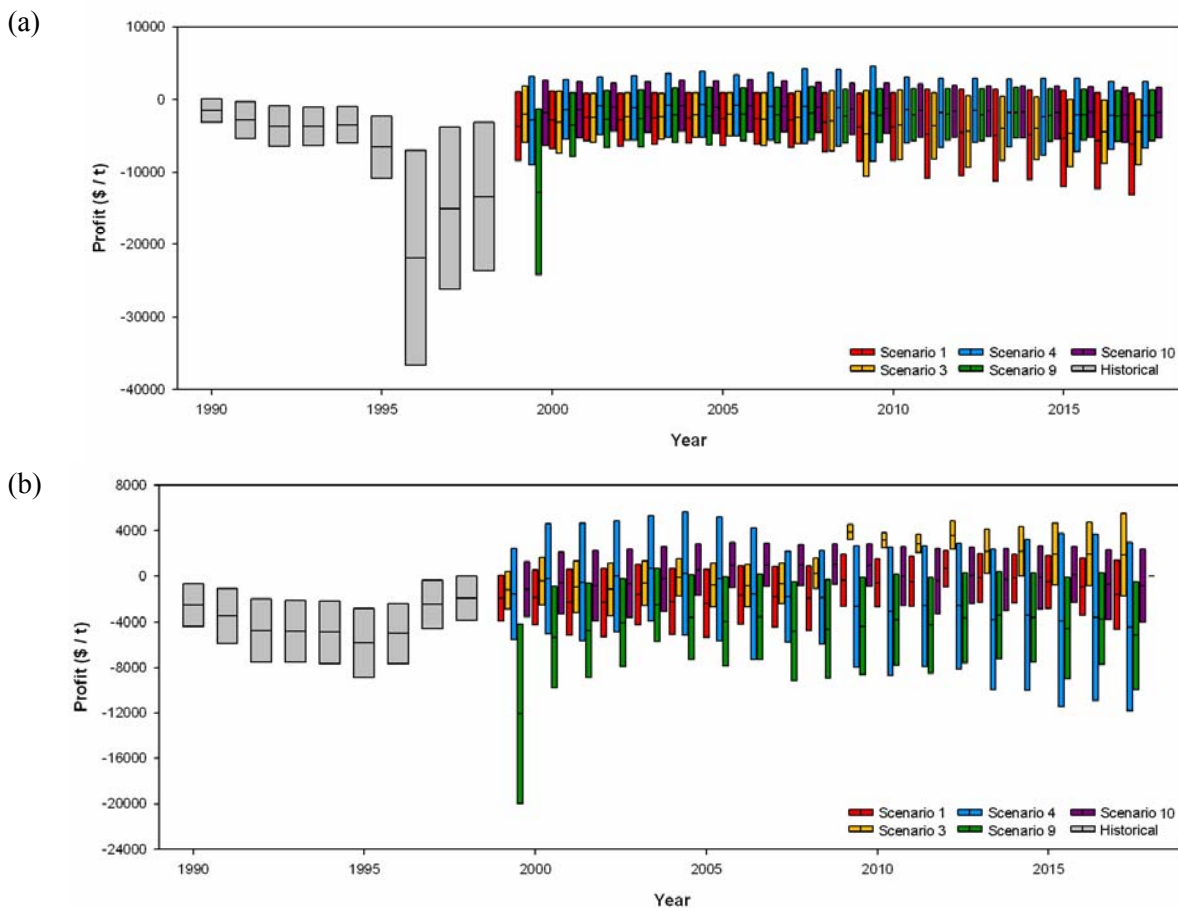 (a)
10000
0
-10000
-20000
-30000
-40000
Profit ($ / t)
1990 1995 2000 2005 2010 2015
Year
Scenario 1 Scenario 4 Scenario 10
Scenario 3 Scenario 9 Historical
(b)
8000
4000
0
-4000
-8000
-12000
-16000
-20000
-24000
Profit ($ / t)
1990 1995 2000 2005 2010 2015
Year
Scenario 1 Scenario 4 Scenario 10
Scenario 3 Scenario 9 Historical